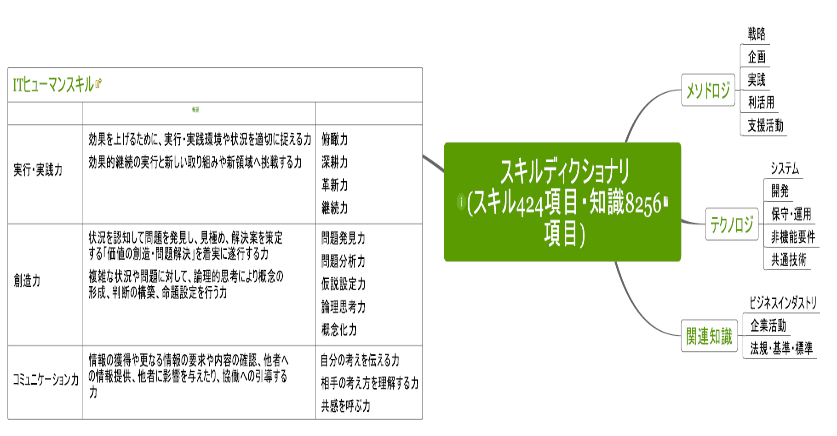 ITヒューマンスキル
概要
実行・実践力
効果を上げるために、実行・実践環境や状況を適切に捉える力
効果的継続の実行と新しい取り組みや新領域へ挑戦する力
俯瞰力
深耕力
革新力
継続力
創造力
状況を認知して問題を発見し、見極め、解決案を策定
する「価値の創造・問題解決」を着実に遂行する力
複雑な状況や問題に対して、論理的思考により概念の
形成、判断の構築、命題設定を行う力
問題発見力
問題分析力
仮説設定力
論理思考力
概念化力
コミュニケーション力
情報の獲得や更なる情報の要求や内容の確認、他者へ
の情報提供、他者に影響を与えたり、協働への引導する
力
自分の考えを伝える力
相手の考え方を理解する力
共感を呼ぶ力
スキルディクショナリ
(スキル424項目・知識8256
項目)
メソドロジ
戦略
企画
実践
利活用
支援活動
テクノロジ
システム
開発
保守・運用
非機能要件
共通技術
関連知識
ビジネスインダストリ
企業活動
法規・基準・標準